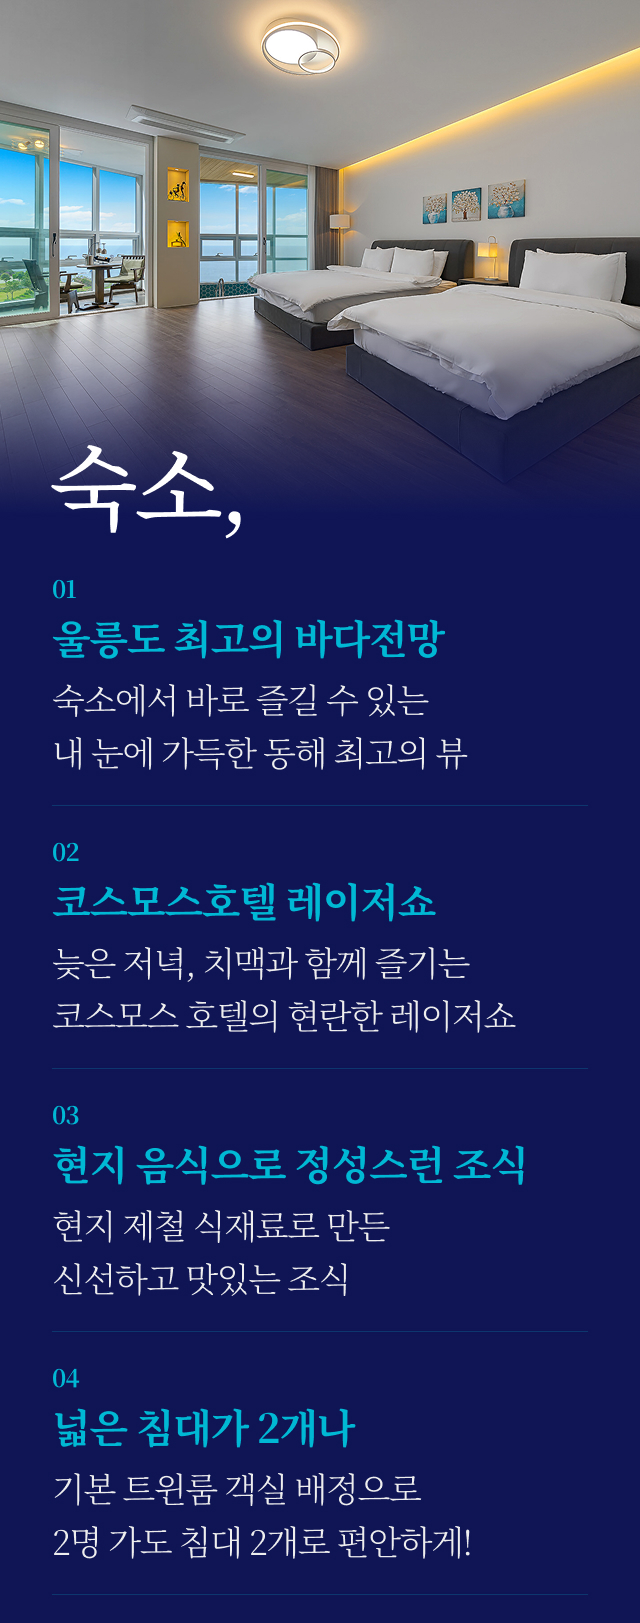 숙소,
01
울릉도 최고의 바다전망
숙소에서 바로 즐길 수 있는
내 눈에 가득한 동해 최고의 뷰
02
코스모스호텔 레이저쇼
늦은 저녁, 치맥과 함께 즐기는
코스모스 호텔의 현란한 레이저쇼
03
현지 음식으로 정성스런 조식
현지 제철 식재료로 만든
신선하고 맛있는 조식
04
넓은 침대가 2개나
기본 트윈룸 객실 배정으로
2명 가도 침대 2개로 편안하게!